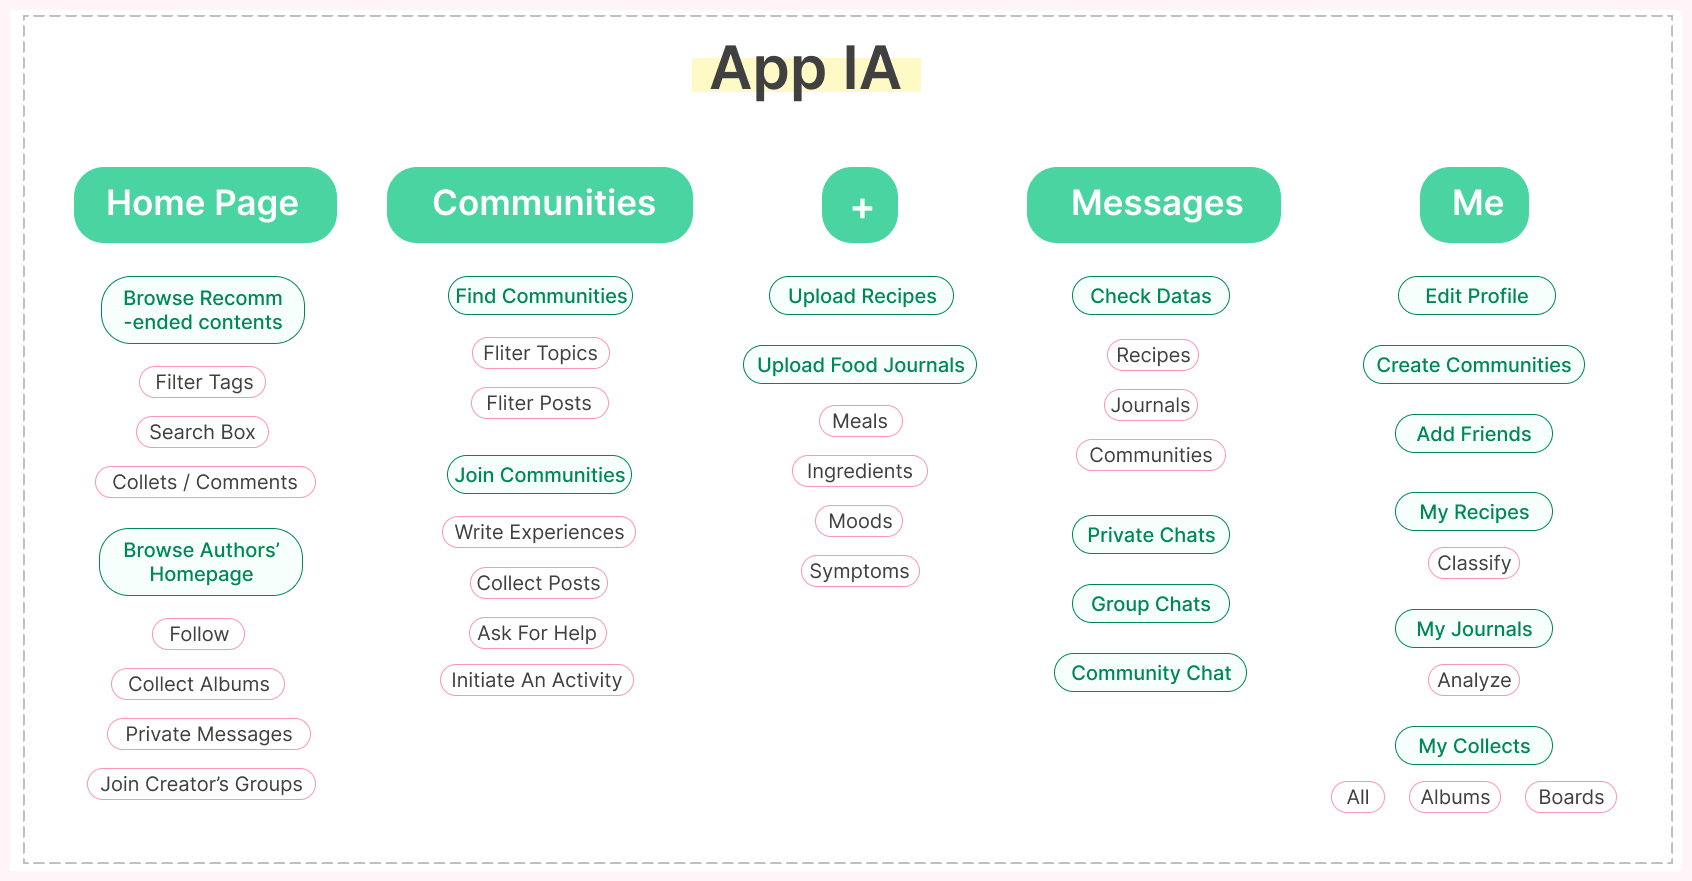 App IA
Home Page
Browse Recomm
-ended contents
Filter Tags
Search Box
Collets / Comments
Browse Authors’
Homepage
Follow
Collect Albums
Private Messages
Join Creator’s Groups
Communities
Find Communities
Fliter Topics
Fliter Posts
Join Communities
Write Experiences
Collect Posts
Ask For Help
Initiate An Activity
+
Upload Recipes
Upload Food Journals
Meals
Ingredients
Moods
Symptoms
Messages
Check Datas
Recipes
Journals
Communities
Private Chats
Group Chats
Community Chat
Me
Edit Profile
Create Communities
Add Friends
My Recipes
Classify
My Journals
Analyze
My Collects
All Albums Boards